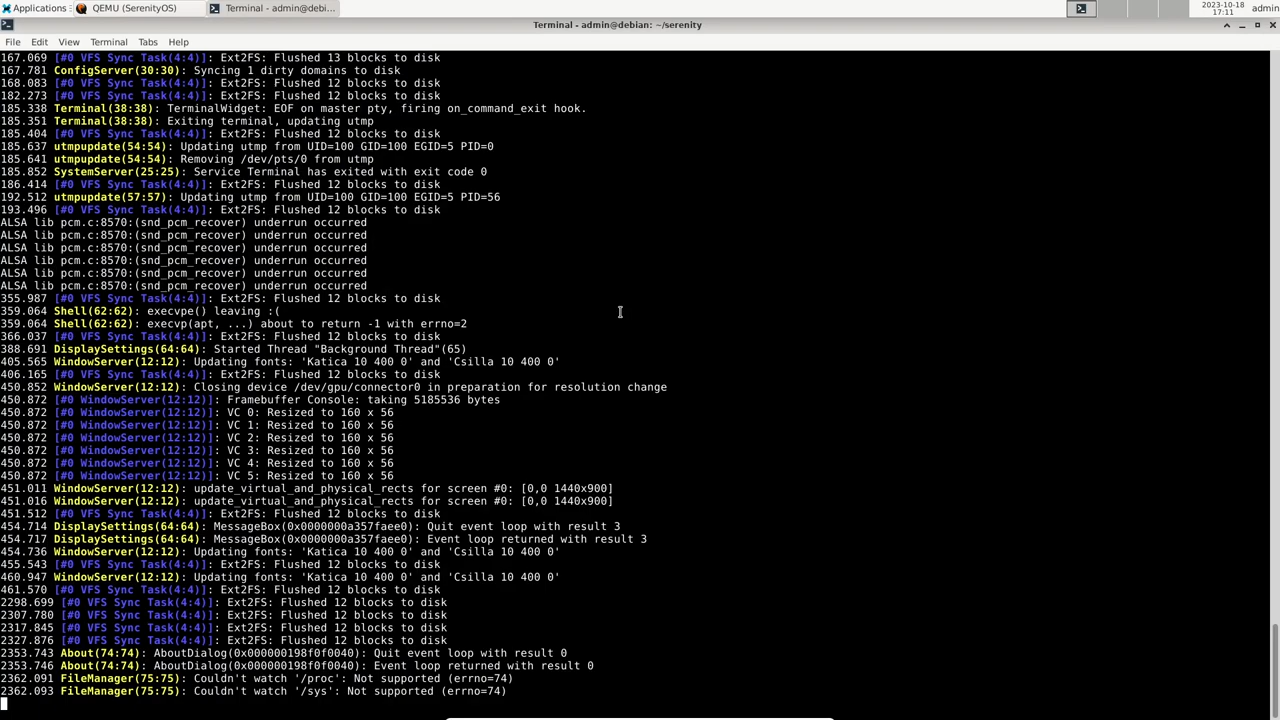 Applications
QEMU (SerenityOS)
Terminal - admin@debi...
2023-10-18
17:11
admin
Terminal - admin@debian: ~/serenity
File Edit View Terminal Tabs Help
167.069 [#0 VFS Sync Task(4:4)]: Ext2FS: Flushed 13 blocks to disk
167.781 ConfigServer(30:30): Syncing 1 dirty domains to disk
168.083 [#0 VFS Sync Task(4:4)]: Ext2FS: Flushed 12 blocks to disk
182.273 [#0 VFS Sync Task(4:4)]: Ext2FS: Flushed 12 blocks to disk
185.338 Terminal(38:38): TerminalWidget: EOF on master pty, firing on_command_exit hook.
185.351 Terminal(38:38): Exiting terminal, updating utmp
185.404 [#0 VFS Sync Task(4:4)]: Ext2FS: Flushed 12 blocks to disk
185.637 utmpupdate(54:54): Updating utmp from UID=100 GID=100 EGID=5 PID=0
185.641 utmpupdate(54:54): Removing /dev/pts/0 from utmp
185.852 SystemServer(25:25): Service Terminal has exited with exit code 0
186.414 [#0 VFS Sync Task(4:4)]: Ext2FS: Flushed 12 blocks to disk
192.512 utmpupdate(57:57): Updating utmp from UID=100 GID=100 EGID=5 PID=56
193.496 [#0 VFS Sync Task(4:4)]: Ext2FS: Flushed 12 blocks to disk
ALSA lib pcm.c:8570:(snd_pcm_recover) underrun occurred
ALSA lib pcm.c:8570:(snd_pcm_recover) underrun occurred
ALSA lib pcm.c:8570:(snd_pcm_recover) underrun occurred
ALSA lib pcm.c:8570:(snd_pcm_recover) underrun occurred
ALSA lib pcm.c:8570:(snd_pcm_recover) underrun occurred
ALSA lib pcm.c:8570:(snd_pcm_recover) underrun occurred
355.987 [#0 VFS Sync Task(4:4)]: Ext2FS: Flushed 12 blocks to disk
359.064 Shell(62:62): execvpe() leaving :(
359.064 Shell(62:62): execvp(apt, ...) about to return -1 with errno=2
366.037 [#0 VFS Sync Task(4:4)]: Ext2FS: Flushed 12 blocks to disk
388.691 DisplaySettings(64:64): Started Thread "Background Thread"(65)
405.565 WindowServer(12:12): Updating fonts: 'Katica 10 400 0' and 'Csilla 10 400 0'
406.165 [#0 VFS Sync Task(4:4)]: Ext2FS: Flushed 12 blocks to disk
450.852 WindowServer(12:12): Closing device /dev/gpu/connector0 in preparation for resolution change
450.872 [#0 WindowServer(12:12)]: Framebuffer Console: taking 5185536 bytes
450.872 [#0 WindowServer(12:12)]: VC 0: Resized to 160 x 56
450.872 [#0 WindowServer(12:12)]: VC 1: Resized to 160 x 56
450.872 [#0 WindowServer(12:12)]: VC 2: Resized to 160 x 56
450.872 [#0 WindowServer(12:12)]: VC 3: Resized to 160 x 56
450.872 [#0 WindowServer(12:12)]: VC 4: Resized to 160 x 56
450.872 [#0 WindowServer(12:12)]: VC 5: Resized to 160 x 56
451.011 WindowServer(12:12): update_virtual_and_physical_rects for screen #0: [0,0 1440x900]
451.016 WindowServer(12:12): update_virtual_and_physical_rects for screen #0: [0,0 1440x900]
451.512 [#0 VFS Sync Task(4:4)]: Ext2FS: Flushed 12 blocks to disk
454.714 DisplaySettings(64:64): MessageBox(0x0000000a357faee0): Quit event loop with result 3
454.717 DisplaySettings(64:64): MessageBox(0x0000000a357faee0): Event loop returned with result 3
454.736 WindowServer(12:12): Updating fonts: 'Katica 10 400 0' and 'Csilla 10 400 0'
455.543 [#0 VFS Sync Task(4:4)]: Ext2FS: Flushed 12 blocks to disk
460.947 WindowServer(12:12): Updating fonts: 'Katica 10 400 0' and 'Csilla 10 400 0'
461.570 [#0 VFS Sync Task(4:4)]: Ext2FS: Flushed 12 blocks to disk
2298.699 [#0 VFS Sync Task(4:4)]: Ext2FS: Flushed 12 blocks to disk
2307.780 [#0 VFS Sync Task(4:4)]: Ext2FS: Flushed 12 blocks to disk
2317.845 [#0 VFS Sync Task(4:4)]: Ext2FS: Flushed 12 blocks to disk
2327.876 [#0 VFS Sync Task(4:4)]: Ext2FS: Flushed 12 blocks to disk
2353.743 About(74:74): AboutDialog(0x000000198f0f0040): Quit event loop with result 0
2353.746 About(74:74): AboutDialog(0x000000198f0f0040): Event loop returned with result 0
2362.091 FileManager(75:75): Couldn't watch '/proc': Not supported (errno=74)
2362.093 FileManager(75:75): Couldn't watch '/sys': Not supported (errno=74)